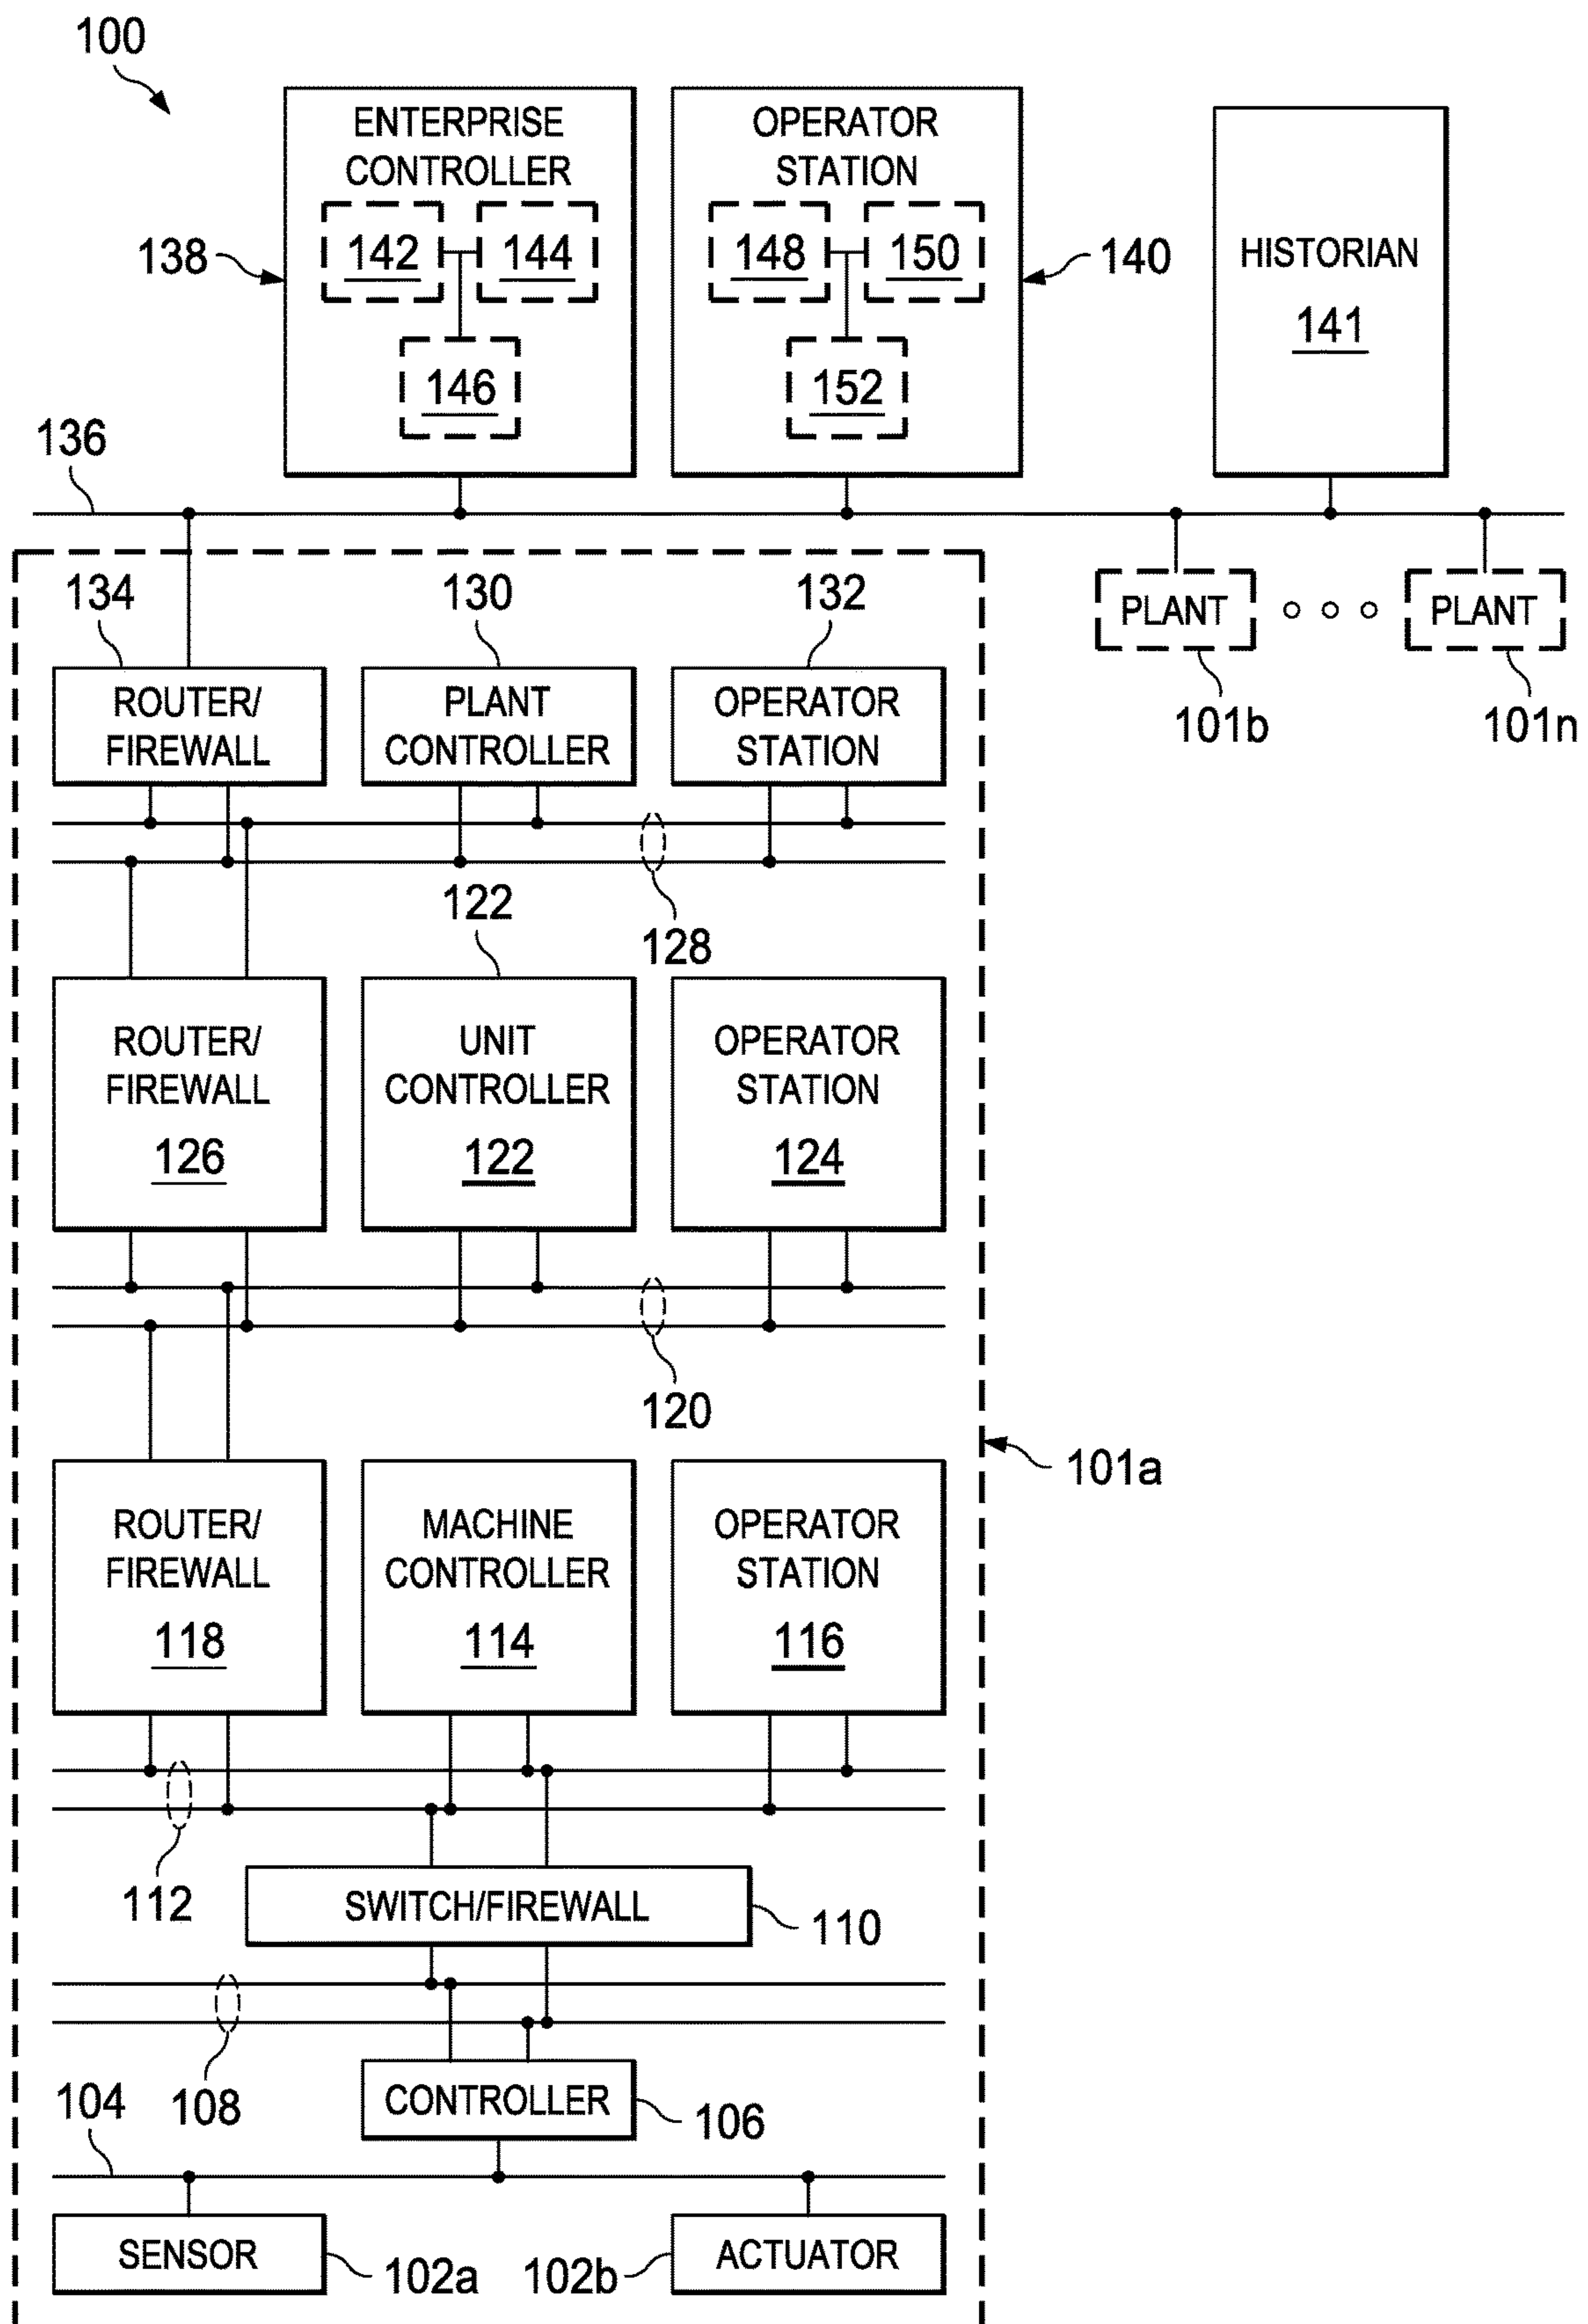 100
ENTERPRISE
CONTROLLER
142
144
146
138
OPERATOR
STATION
148
150
152
140
HISTORIAN
141
136
134
130
132
ROUTER/
FIREWALL
PLANT
CONTROLLER
OPERATOR
STATION
PLANT
PLANT
101b
101n
128
122
ROUTER/
FIREWALL
126
UNIT
CONTROLLER
122
OPERATOR
STATION
124
120
101a
ROUTER/
FIREWALL
118
MACHINE
CONTROLLER
114
OPERATOR
STATION
116
112
SWITCH/FIREWALL
110
108
CONTROLLER
106
104
SENSOR
102a
102b
ACTUATOR